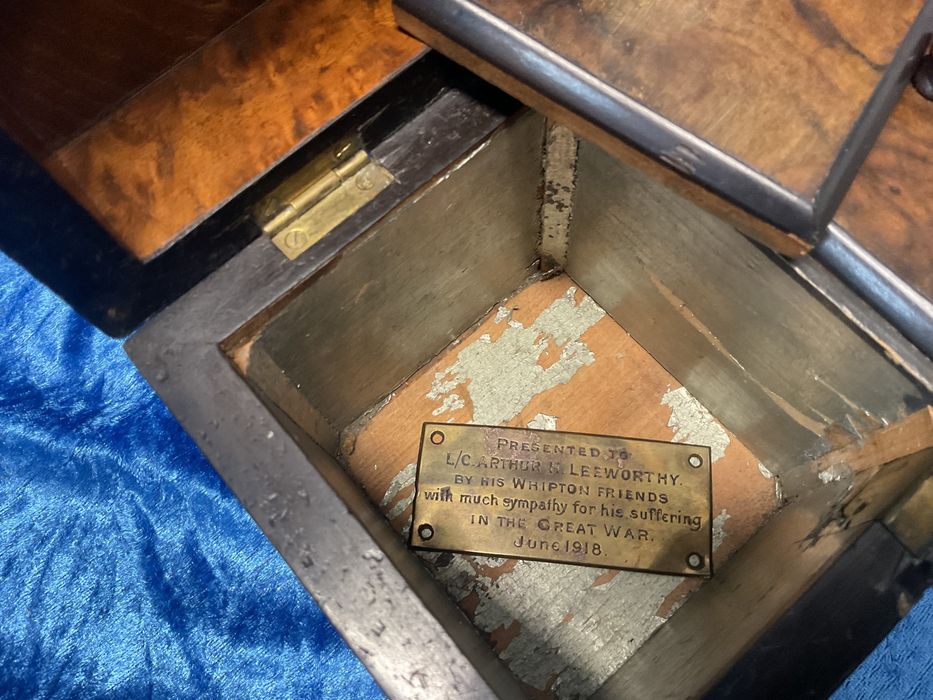 PRESENTED TO
L/C. ARTHUR H. LEEWORTHY.
BY HIS WHIPTON FRIENDS
with much sympathy for his suffering
IN THE GREAT WAR.
June 1918.